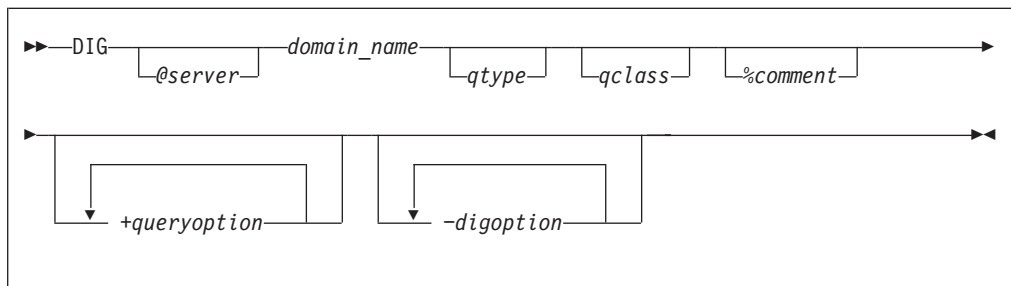 DIG domain_name
@server qtype qclass %comment
+queryoption −digoption